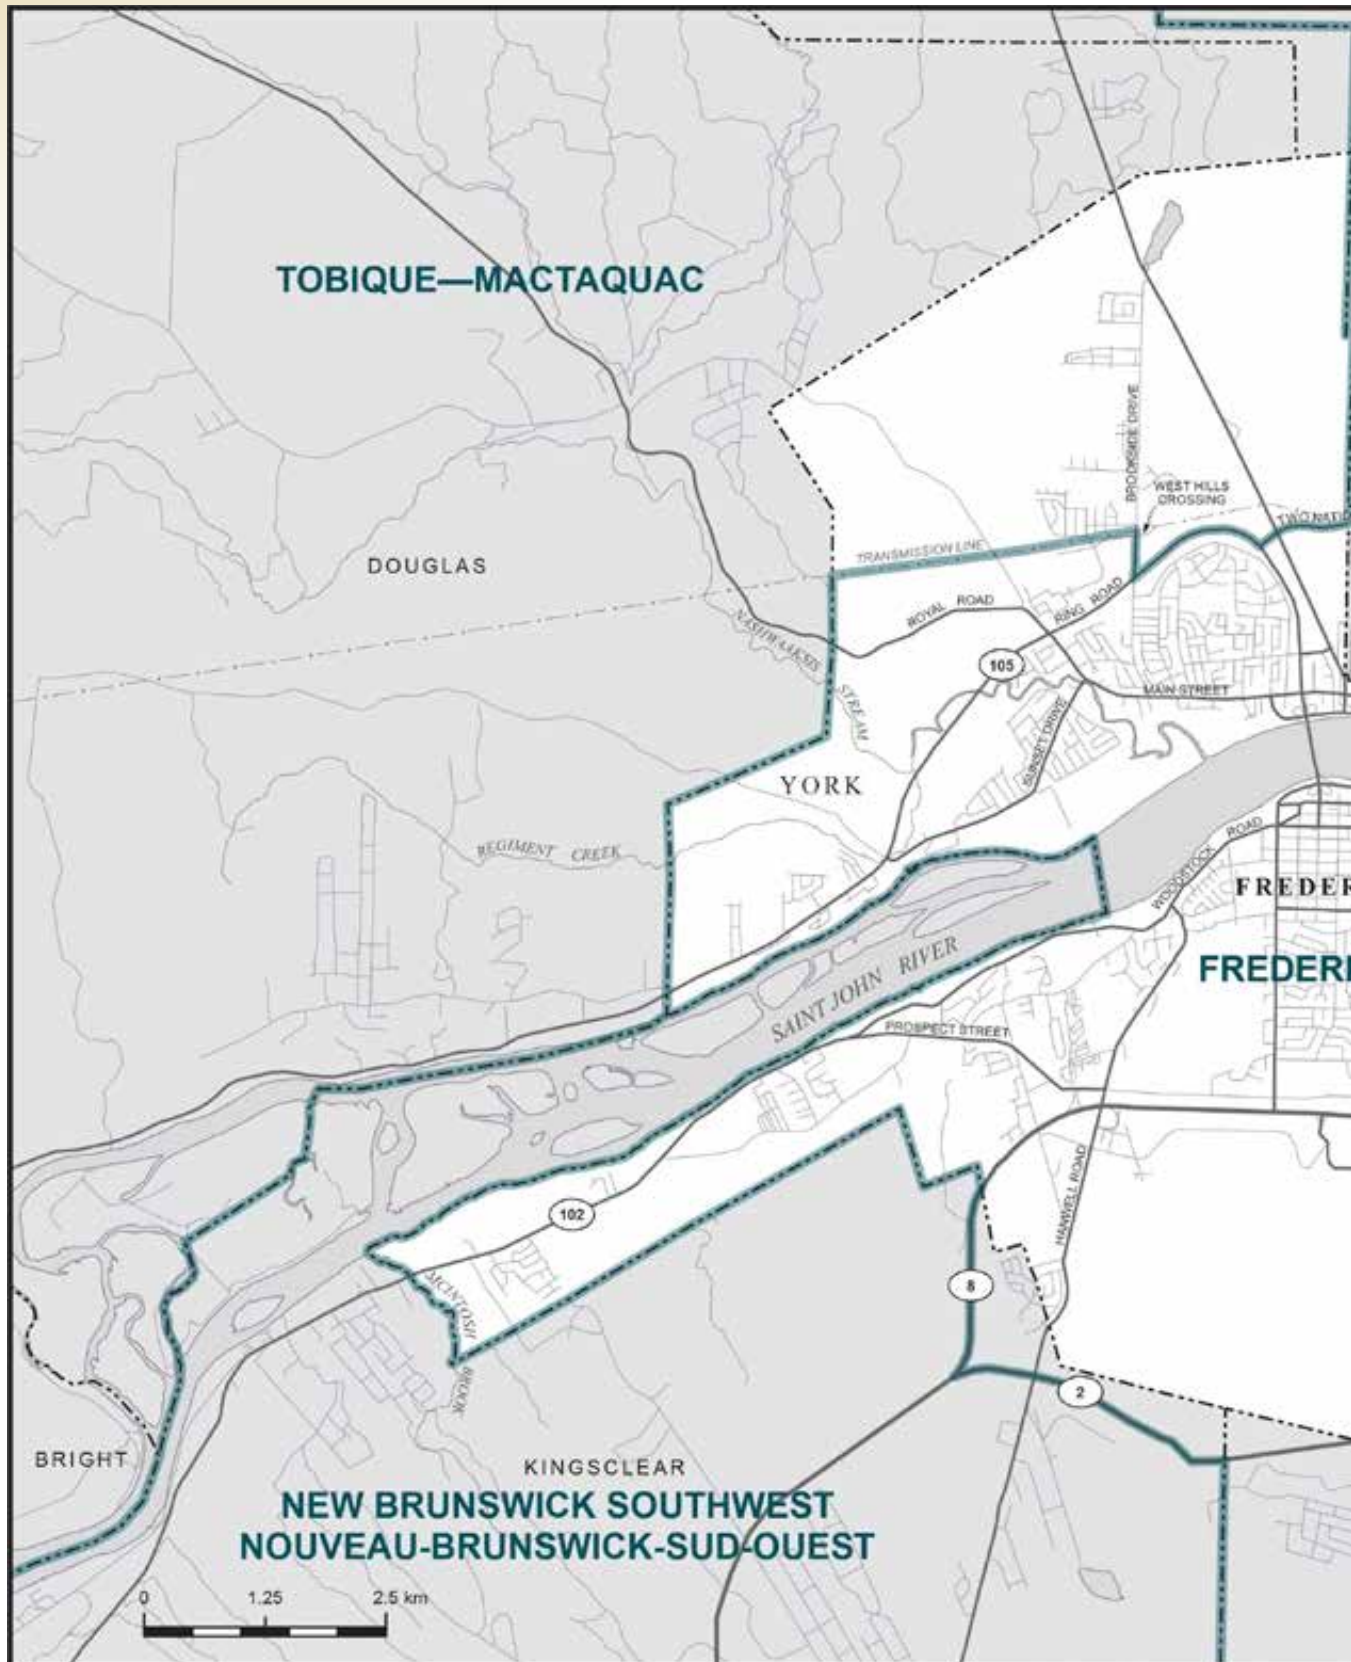 TOBIQUE—MACTAQUAC
BROOKSIDE DRIVE
WEST HILLS
CROSSING
TRANSMISSION LINE
DOUGLAS
NASHWAAKSIS
STREAM
ROYAL ROAD
RING ROAD
105
MAIN STREET
SUNSET DRIVE
YORK
REGIMENT CREEK
WOODSTOCK ROAD
FREDER
FREDERI
SAINT JOHN RIVER
PROSPECT STREET
HANWELL ROAD
102
MCINTOSH
BROOK
8
2
BRIGHT
KINGSCLEAR
NEW BRUNSWICK SOUTHWEST
NOUVEAU-BRUNSWICK-SUD-OUEST
0 1.25 2.5 km